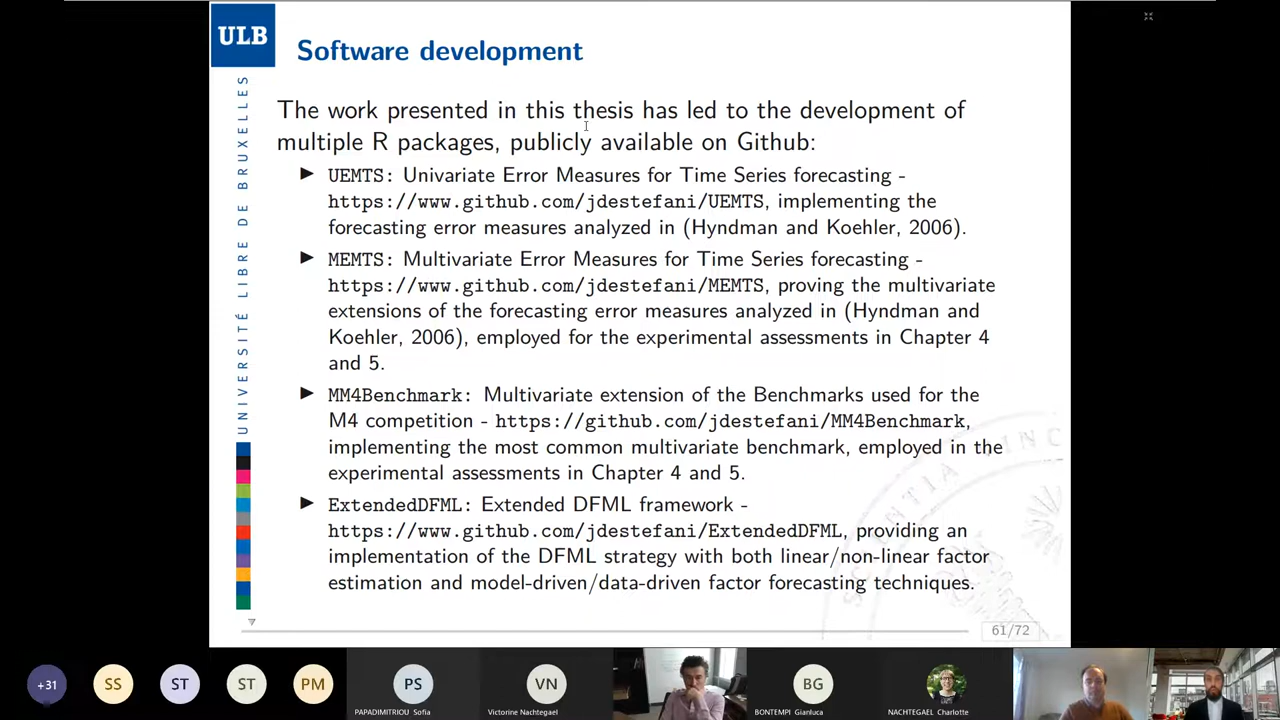 ULB
Software development
UNIVERSITÉ LIBRE DE BRUXELLES
The work presented in this thesis has led to the development of
multiple R packages, publicly available on Github:
▶ UEMTS: Univariate Error Measures for Time Series forecasting -
https://www.github.com/jdestefani/UEMTS, implementing the
forecasting error measures analyzed in (Hyndman and Koehler, 2006).
▶ MEMTS: Multivariate Error Measures for Time Series forecasting -
https://www.github.com/jdestefani/MEMTS, proving the multivariate
extensions of the forecasting error measures analyzed in (Hyndman and
Koehler, 2006), employed for the experimental assessments in Chapter 4
and 5.
▶ MM4Benchmark: Multivariate extension of the Benchmarks used for the
M4 competition - https://github.com/jdestefani/MM4Benchmark,
implementing the most common multivariate benchmark, employed in the
experimental assessments in Chapter 4 and 5.
▶ ExtendedDFML: Extended DFML framework -
https://www.github.com/jdestefani/ExtendedDFML, providing an
implementation of the DFML strategy with both linear/non-linear factor
estimation and model-driven/data-driven factor forecasting techniques.
61/72
+31
SS
ST
ST
PM
PS
PAPADIMITRIOU Sofia
VN
Victorine Nachtegael
BG
BONTEMPI Gianluca
NACHTEGAEL Charlotte